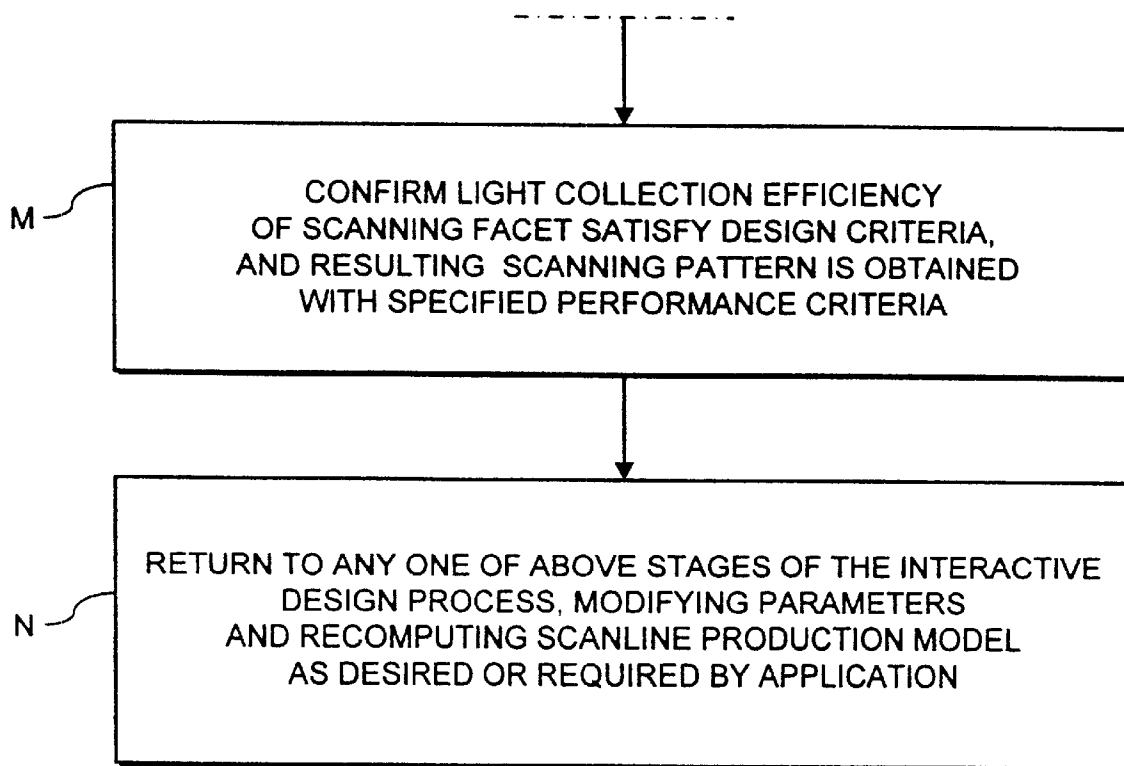 M
CONFIRM LIGHT COLLECTION EFFICIENCY
OF SCANNING FACET SATISFY DESIGN CRITERIA,
AND RESULTING SCANNING PATTERN IS OBTAINED
WITH SPECIFIED PERFORMANCE CRITERIA
N
RETURN TO ANY ONE OF ABOVE STAGES OF THE INTERACTIVE
DESIGN PROCESS, MODIFYING PARAMETERS
AND RECOMPUTING SCANLINE PRODUCTION MODEL
AS DESIRED OR REQUIRED BY APPLICATION